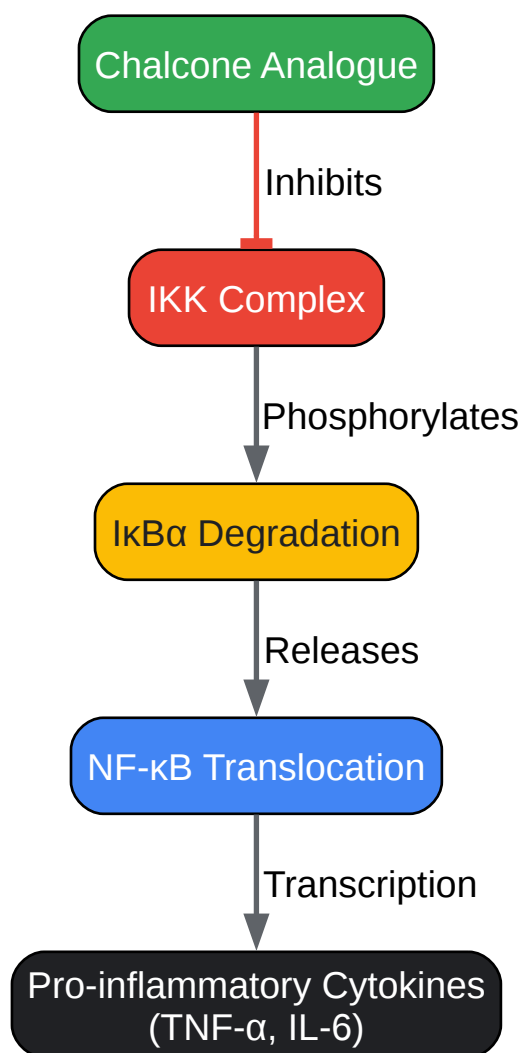 Chalcone Analogue
Inhibits
IKK Complex
Phosphorylates
IκBα Degradation
Releases
NF-κB Translocation
Transcription
Pro-inflammatory Cytokines
(TNF-α, IL-6)